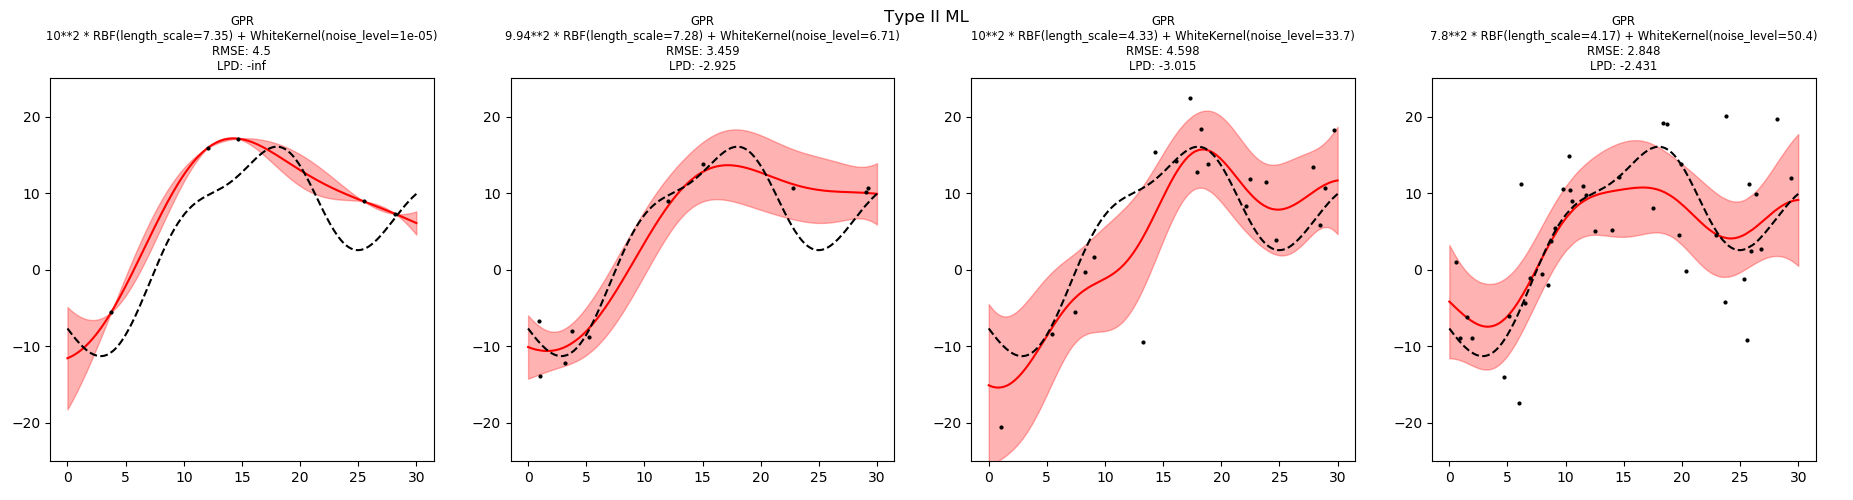 Type II ML
GPR
10**2 * RBF(length_scale=7.35) + WhiteKernel(noise_level=1e-05)
RMSE: 4.5
LPD: -inf
20
10
0
−10
−20
0 5 10 15 20 25 30
GPR
9.94**2 * RBF(length_scale=7.28) + WhiteKernel(noise_level=6.71)
RMSE: 3.459
LPD: -2.925
20
10
0
−10
−20
0 5 10 15 20 25 30
GPR
10**2 * RBF(length_scale=4.33) + WhiteKernel(noise_level=33.7)
RMSE: 4.598
LPD: -3.015
20
10
0
−10
−20
0 5 10 15 20 25 30
GPR
7.8**2 * RBF(length_scale=4.17) + WhiteKernel(noise_level=50.4)
RMSE: 2.848
LPD: -2.431
20
10
0
−10
−20
0 5 10 15 20 25 30